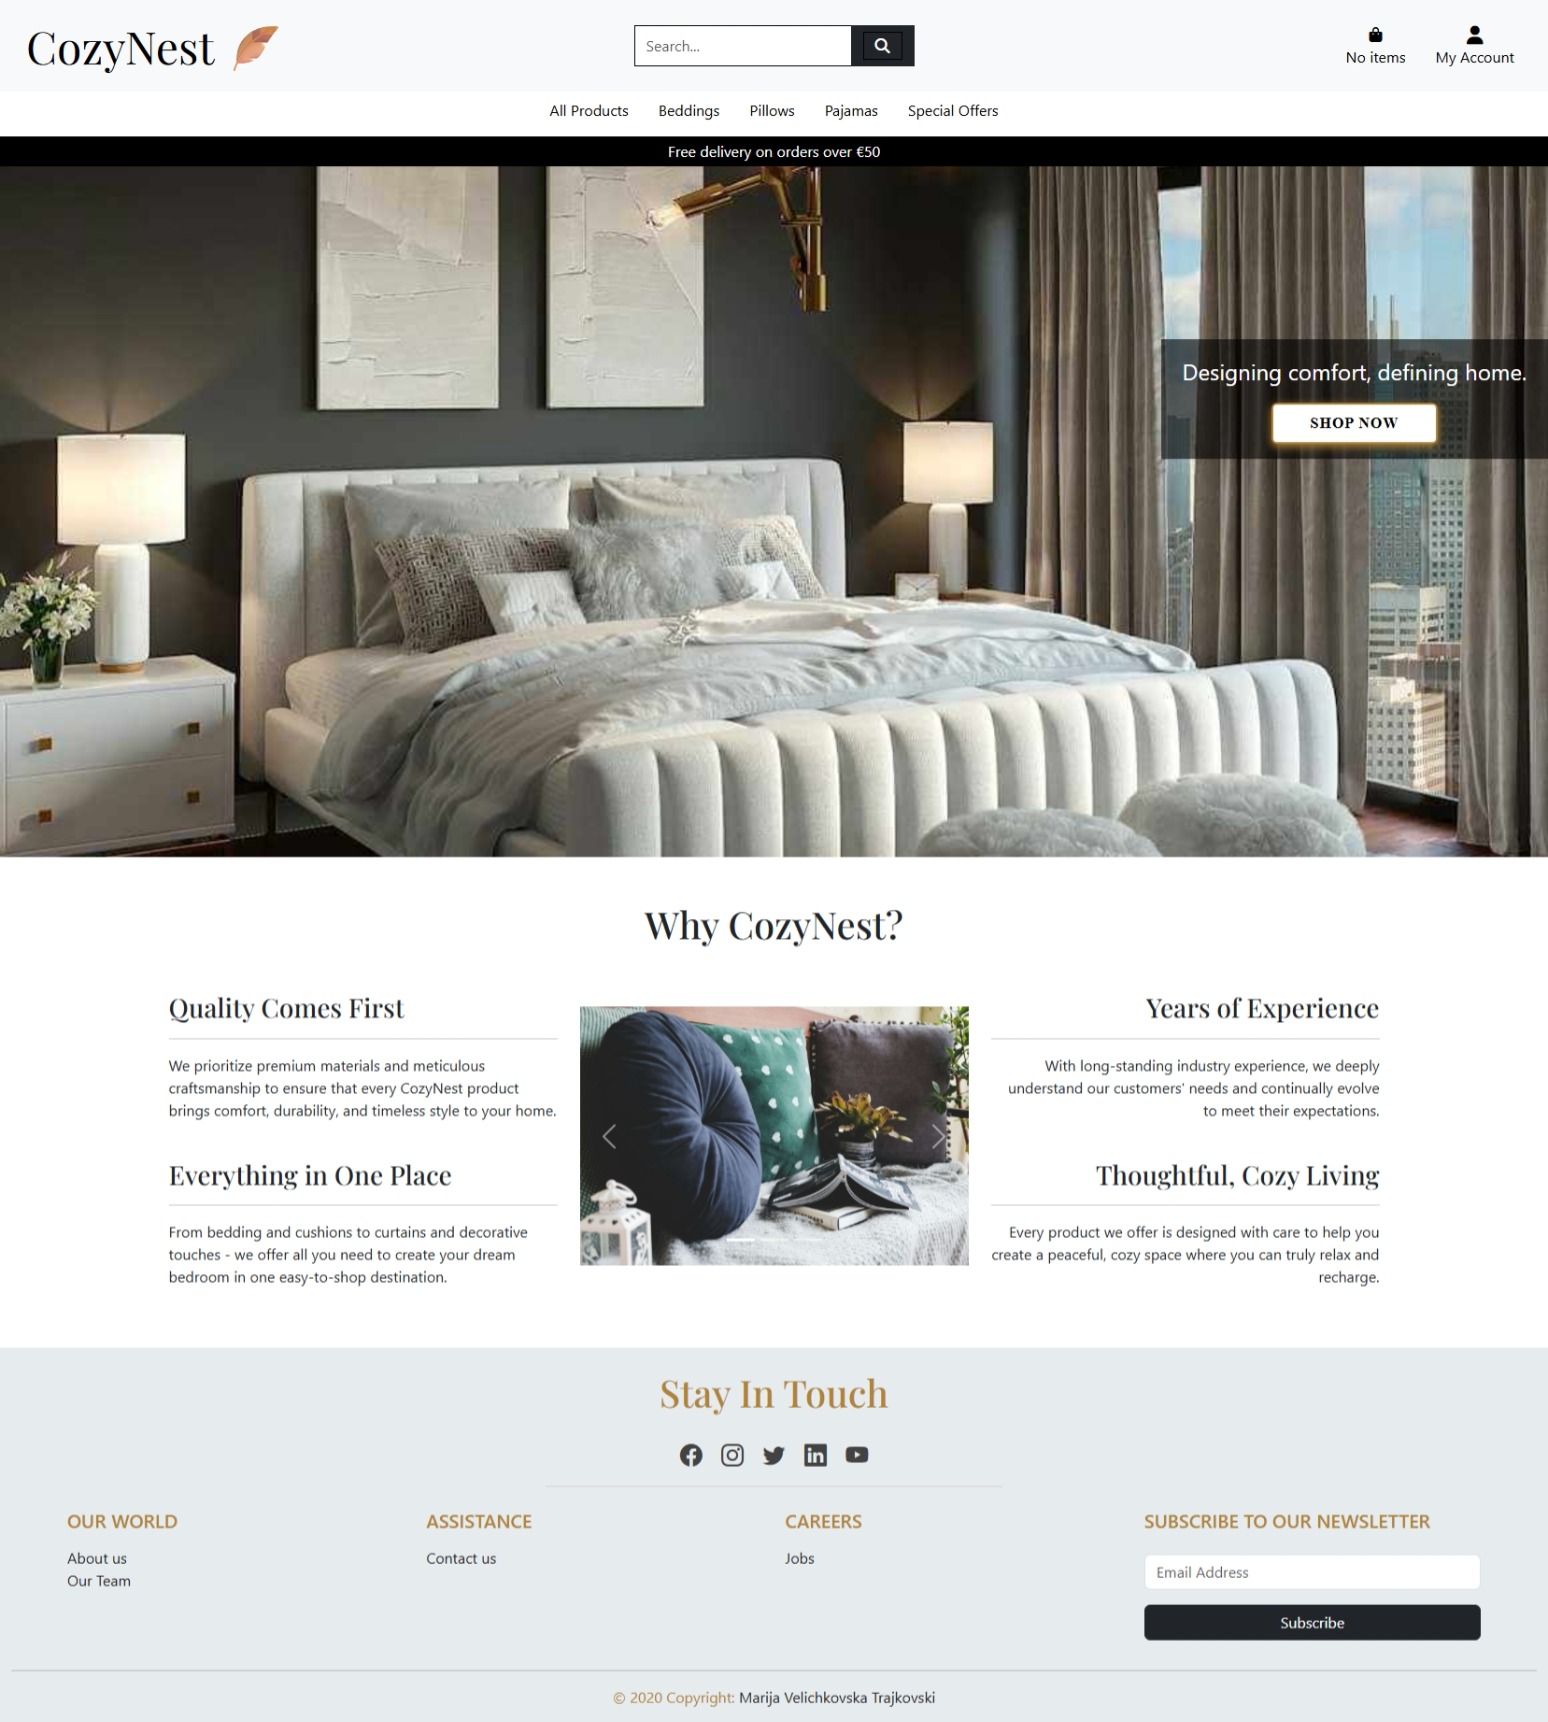 CozyNest
Search...
No items
My Account
All Products Beddings Pillows Pajamas Special Offers
Free delivery on orders over €50
Designing comfort, defining home.
SHOP NOW
Why CozyNest?
Quality Comes First
We prioritize premium materials and meticulous
craftsmanship to ensure that every CozyNest product
brings comfort, durability, and timeless style to your home.
Everything in One Place
From bedding and cushions to curtains and decorative
touches - we offer all you need to create your dream
bedroom in one easy-to-shop destination.
Years of Experience
With long-standing industry experience, we deeply
understand our customers' needs and continually evolve
to meet their expectations.
Thoughtful, Cozy Living
Every product we offer is designed with care to help you
create a peaceful, cozy space where you can truly relax and
recharge.
Stay In Touch
OUR WORLD
About us
Our Team
ASSISTANCE
Contact us
CAREERS
Jobs
SUBSCRIBE TO OUR NEWSLETTER
Email Address
Subscribe
© 2020 Copyright: Marija Velichkovska Trajkovski